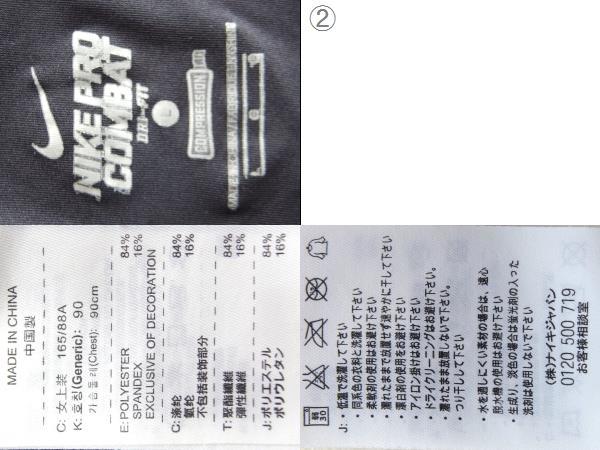 ②
NIKE PRO
COMBAT
DRI-FIT
L
COMPRESSION
MADE IN CHINA
中国製
C: 女上装 165/88A
K: 호칭(Generic): 90
가슴둘레(Chest): 90cm
E: POLYESTER 84%
SPANDEX 16%
EXCLUSIVE OF DECORATION
C: 涤纶 84%
氨纶 16%
不包括装饰部分
T: 聚酯纖維 84%
彈性纖維 16%
J: ポリエステル 84%
ポリウレタン 16%
弱
30
J: ・低温で洗濯して下さい
・同系色の衣料と洗濯して下さい
・柔軟剤の使用はお避け下さい
・濡れたまま放置せず速やかに干して下さい
・漂白剤の使用をお避け下さい
・アイロン掛けはお避け下さい
・ドライクリーニングはお避け下さい。
・濡れたまま放置しないで下さい。
・つり干しして下さい
・水を通しにくい素材の場合は、遠心
脱水機の使用はお避け下さい
・生成り、淡色の場合は蛍光剤の入った
洗剤は使用しないで下さい
(株)ナイキジャパン
0120 500 719
お客様相談室